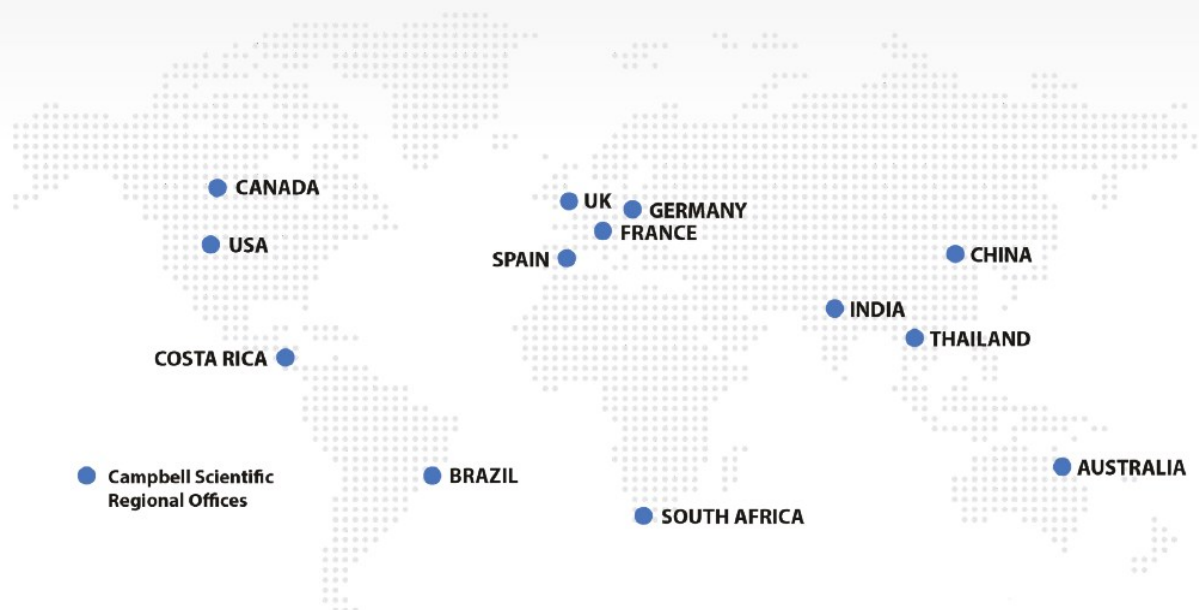 CANADA
UK
GERMANY
FRANCE
USA
SPAIN
CHINA
INDIA
THAILAND
COSTA RICA
Campbell Scientific
Regional Offices
BRAZIL
AUSTRALIA
SOUTH AFRICA